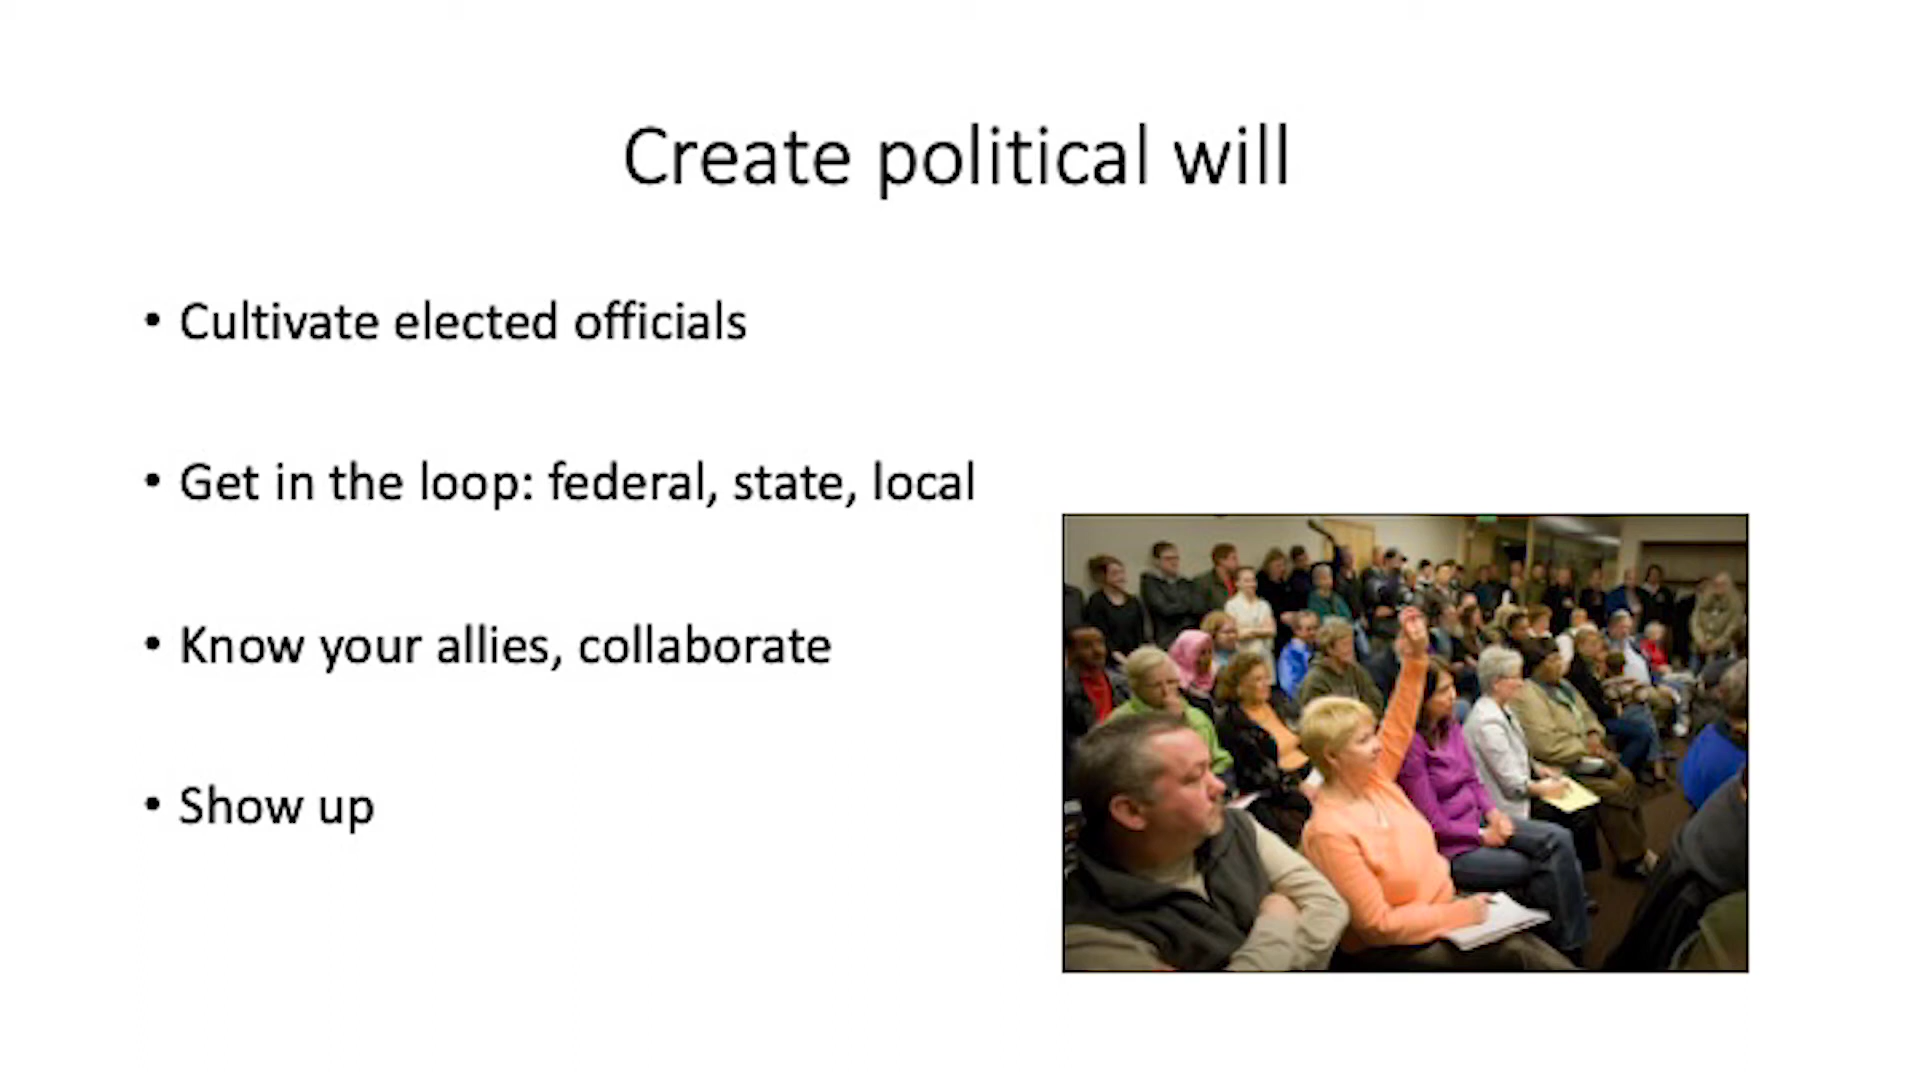 Create political will
• Cultivate elected officials
• Get in the loop: federal, state, local
• Know your allies, collaborate
• Show up